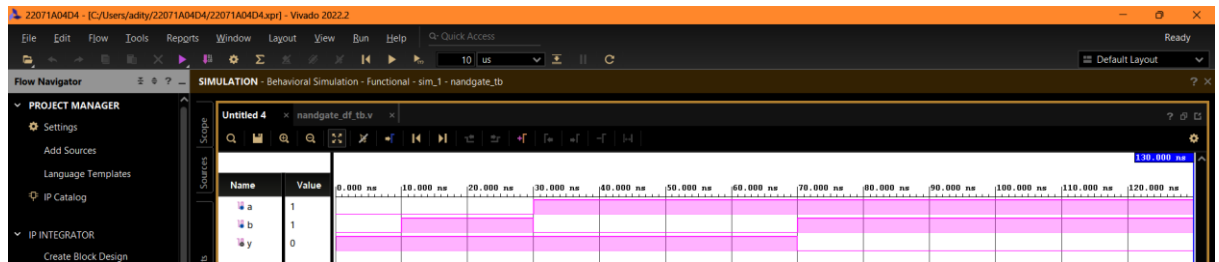 22071A04D4 - [C:/Users/adity/22071A04D4/22071A04D4.xpr] - Vivado 2022.2
File Edit Flow Tools Reports Window Layout View Run Help Q- Quick Access Ready
10 us Default Layout
Flow Navigator SIMULATION - Behavioral Simulation - Functional - sim_1 - nandgate_tb
PROJECT MANAGER
Settings
Add Sources
Language Templates
IP Catalog
IP INTEGRATOR
Create Block Design
Scope
Sources
Untitled 4 nandgate_df_tb.v
130.000 ns
Name Value 0.000 ns 10.000 ns 20.000 ns 30.000 ns 40.000 ns 50.000 ns 60.000 ns 70.000 ns 80.000 ns 90.000 ns 100.000 ns 110.000 ns 120.000 ns
a 1
b 1
y 0